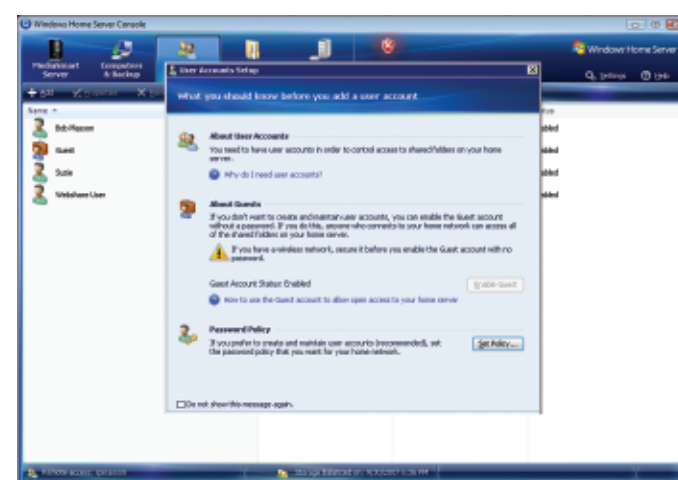 Windows Home Server Console
Windows Home Server
MediaSmart
Server
Computers
& Backup
Settings
Help
Add
Name
Bob
Guest
Suzie
Webshare User
User Accounts Setup
What you should know before you add a user account
About User Accounts
You need to have user accounts in order to control access to shared folders on your home
server.
Why do I need user accounts?
About Guests
If you don't want to create and maintain user accounts, you can enable the Guest account
without a password. If you do this, anyone who connects to your home network can access all
of the shared folders on your home server.
If you have a wireless network, secure it before you enable the Guest account with no
password.
Guest Account Status: Enabled
Enable Guest
How to use the Guest account to allow open access to your home server
Password Policy
If you prefer to create and maintain user accounts (recommended), set
the password policy that you want for your home network.
Set Policy...
Do not show this message again.
Remote access:
Storage Balanced